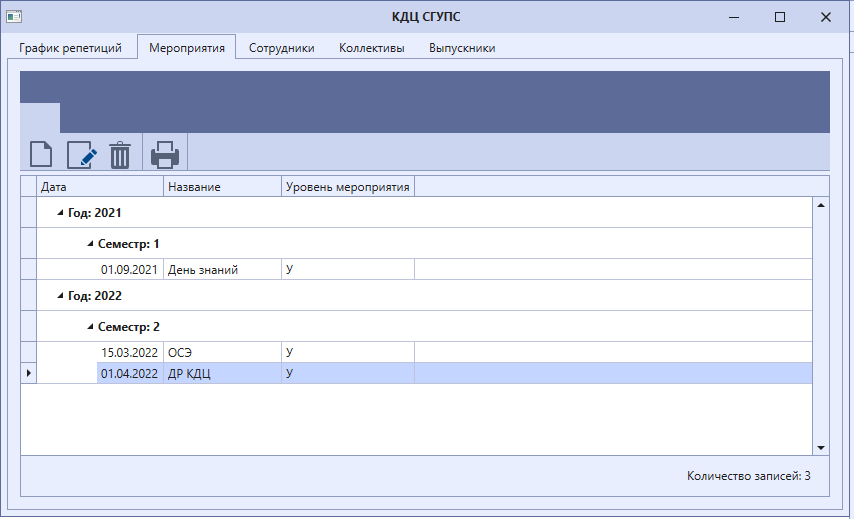 КДЦ СГУПС
График репетиций Мероприятия Сотрудники Коллективы Выпускники
Дата Название Уровень мероприятия
Год: 2021
Семестр: 1
01.09.2021 День знаний У
Год: 2022
Семестр: 2
15.03.2022 ОСЭ У
01.04.2022 ДР КДЦ У
Количество записей: 3